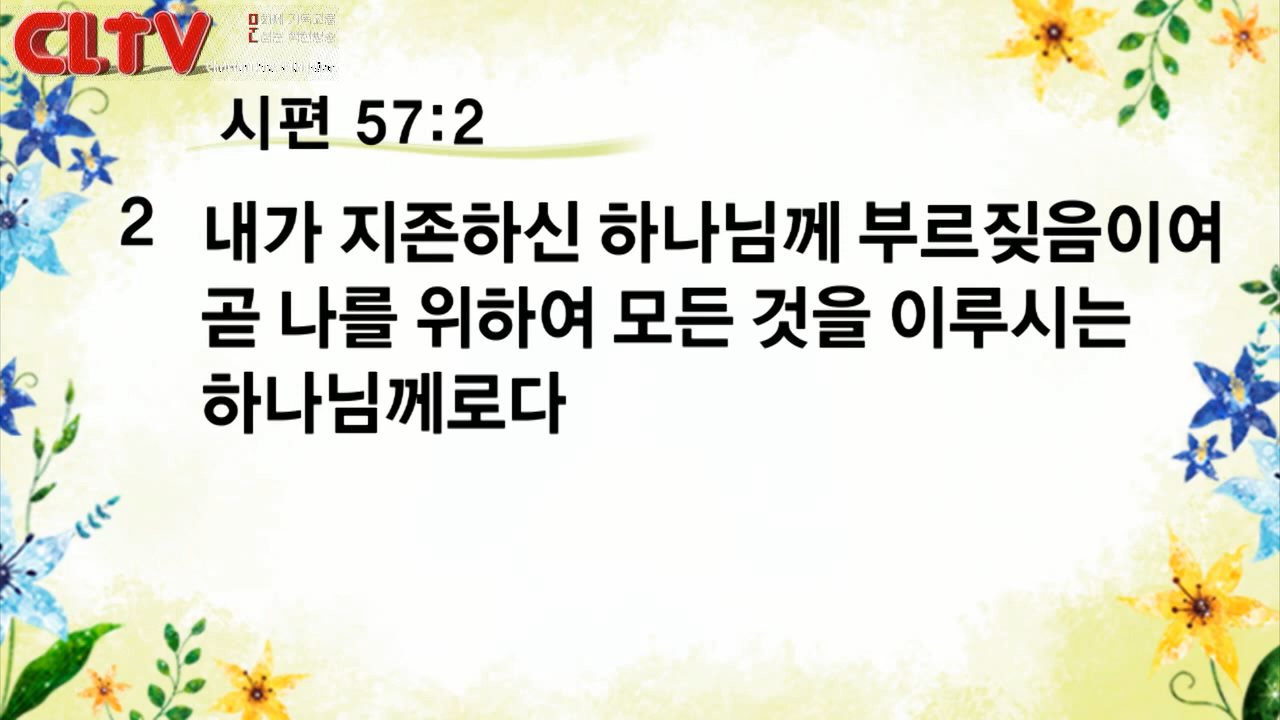 CLTV
시편 57:2
2 내가 지존하신 하나님께 부르짖음이여
곧 나를 위하여 모든 것을 이루시는
하나님께로다